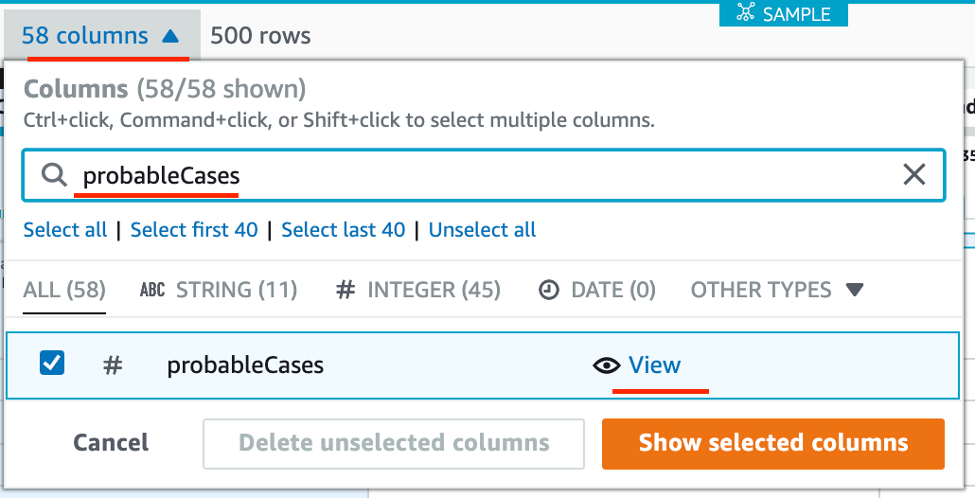 SAMPLE
58 columns ▲ 500 rows
Columns (58/58 shown)
Ctrl+click, Command+click, or Shift+click to select multiple columns.
probableCases
Select all | Select first 40 | Select last 40 | Unselect all
ALL (58) ABC STRING (11) # INTEGER (45) DATE (0) OTHER TYPES ▼
# probableCases View
Cancel Delete unselected columns Show selected columns